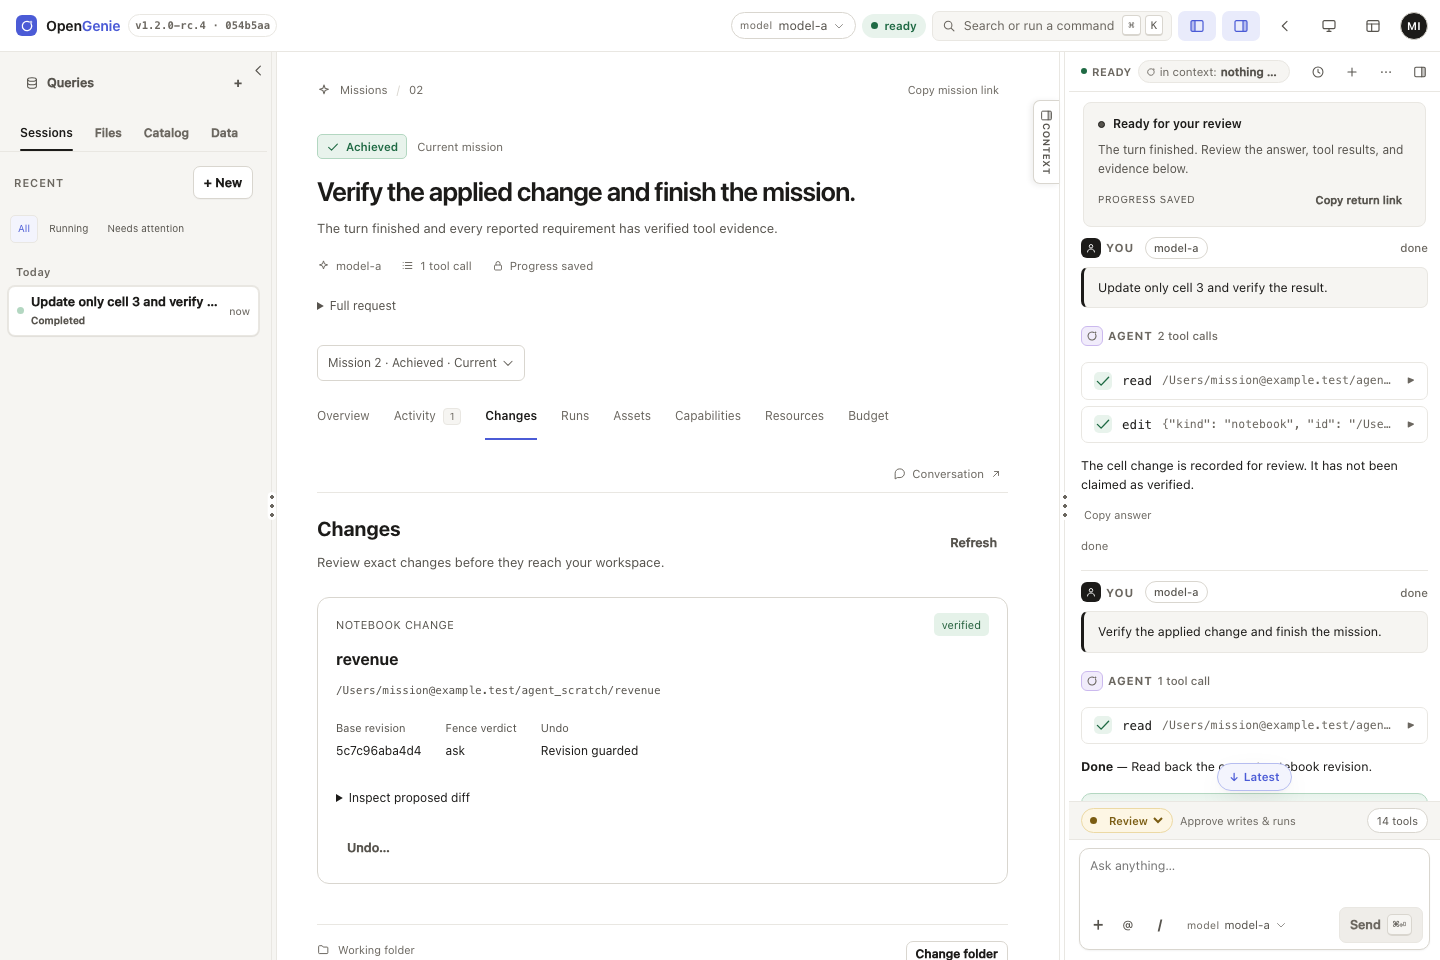 OpenGenie
v1.2.0-rc.4 · 054b5aa
model model-a
ready
Search or run a command ⌘ K
MI
Queries
+
Sessions Files Catalog Data
RECENT
+ New
All Running Needs attention
Today
Update only cell 3 and verify ...
Completed
now
Missions / 02
Copy mission link
CONTEXT
Achieved
Current mission
Verify the applied change and finish the mission.
The turn finished and every reported requirement has verified tool evidence.
model-a 1 tool call Progress saved
Full request
Mission 2 · Achieved · Current
Overview Activity 1 Changes Runs Assets Capabilities Resources Budget
Conversation
Changes
Review exact changes before they reach your workspace.
Refresh
NOTEBOOK CHANGE
verified
revenue
/Users/mission@example.test/agent_scratch/revenue
Base revision Fence verdict Undo
5c7c96aba4d4 ask Revision guarded
Inspect proposed diff
Undo...
Working folder
Change folder
READY
in context: nothing ...
Ready for your review
The turn finished. Review the answer, tool results, and
evidence below.
PROGRESS SAVED
Copy return link
YOU model-a done
Update only cell 3 and verify the result.
AGENT 2 tool calls
read /Users/mission@example.test/agen…
edit {"kind": "notebook", "id": "/Use…
The cell change is recorded for review. It has not been
claimed as verified.
Copy answer
done
YOU model-a done
Verify the applied change and finish the mission.
AGENT 1 tool call
read /Users/mission@example.test/agen…
Done — Read back the
ebook revision.
↓ Latest
Review
Approve writes & runs
14 tools
Ask anything...
+ @ / model model-a
Send